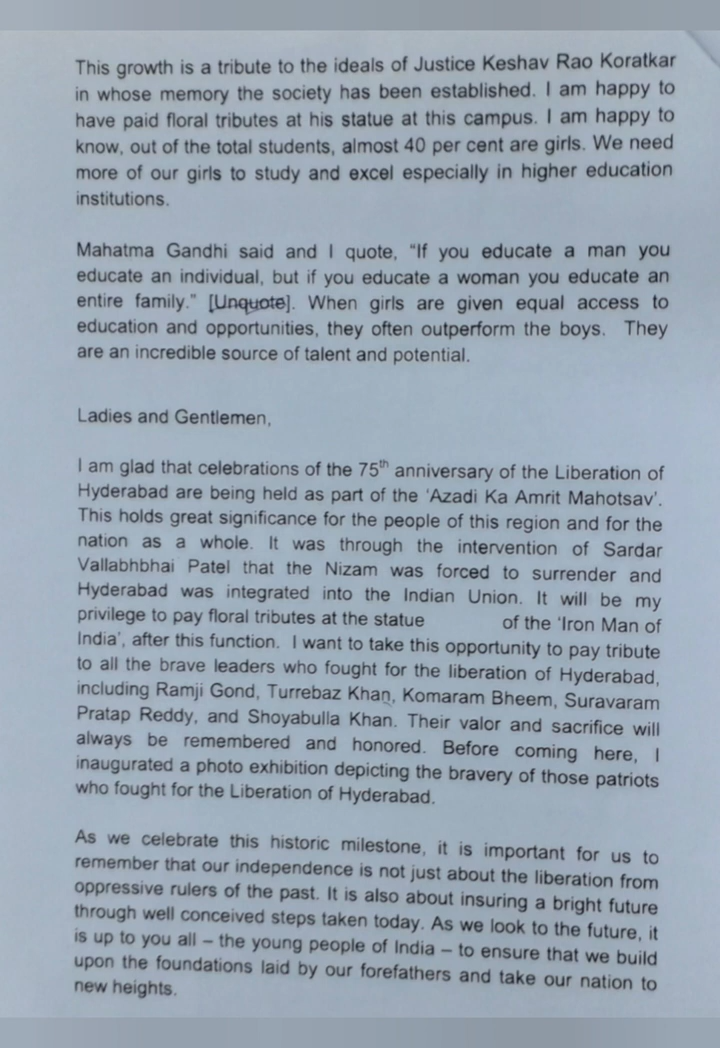 This growth is a tribute to the ideals of Justice Keshav Rao Koratkar
in whose memory the society has been established. I am happy to
have paid floral tributes at his statue at this campus. I am happy to
know, out of the total students, almost 40 per cent are girls. We need
more of our girls to study and excel especially in higher education
institutions.
Mahatma Gandhi said and I quote, “If you educate a man you
educate an individual, but if you educate a woman you educate an
entire family.” [Unquote]. When girls are given equal access to
education and opportunities, they often outperform the boys. They
are an incredible source of talent and potential.
Ladies and Gentlemen,
I am glad that celebrations of the 75th anniversary of the Liberation of
Hyderabad are being held as part of the ‘Azadi Ka Amrit Mahotsav’.
This holds great significance for the people of this region and for the
nation as a whole. It was through the intervention of Sardar
Vallabhbhai Patel that the Nizam was forced to surrender and
Hyderabad was integrated into the Indian Union. It will be my
privilege to pay floral tributes at the statue of the ‘Iron Man of
India’, after this function. I want to take this opportunity to pay tribute
to all the brave leaders who fought for the liberation of Hyderabad,
including Ramji Gond, Turrebaz Khan, Komaram Bheem, Suravaram
Pratap Reddy, and Shoyabulla Khan. Their valor and sacrifice will
always be remembered and honored. Before coming here, I
inaugurated a photo exhibition depicting the bravery of those patriots
who fought for the Liberation of Hyderabad.
As we celebrate this historic milestone, it is important for us to
remember that our independence is not just about the liberation from
oppressive rulers of the past. It is also about insuring a bright future
through well conceived steps taken today. As we look to the future, it
is up to you all – the young people of India – to ensure that we build
upon the foundations laid by our forefathers and take our nation to
new heights.